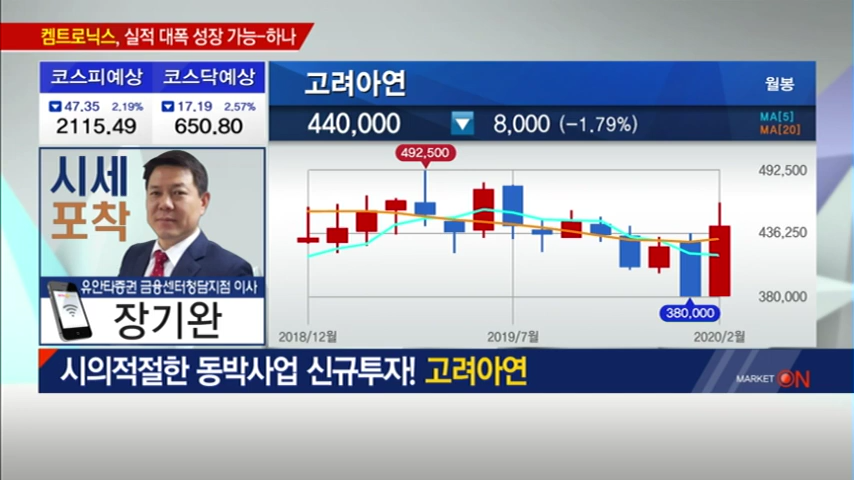 켐트로닉스, 실적 대폭 성장 가능-하나
코스피예상 코스닥예상
47.35 2.19% 17.19 2.57%
2115.49 650.80
고려아연
월봉
440,000 ▼ 8,000 (-1.79%)
MA[5]
MA[20]
시세
포착
유안타증권 금융센터청담지점 이사
장기완
492,500
492,500
436,250
380,000
380,000
2018/12월 2019/7월 2020/2월
시의적절한 동박사업 신규투자! 고려아연
MARKET ON